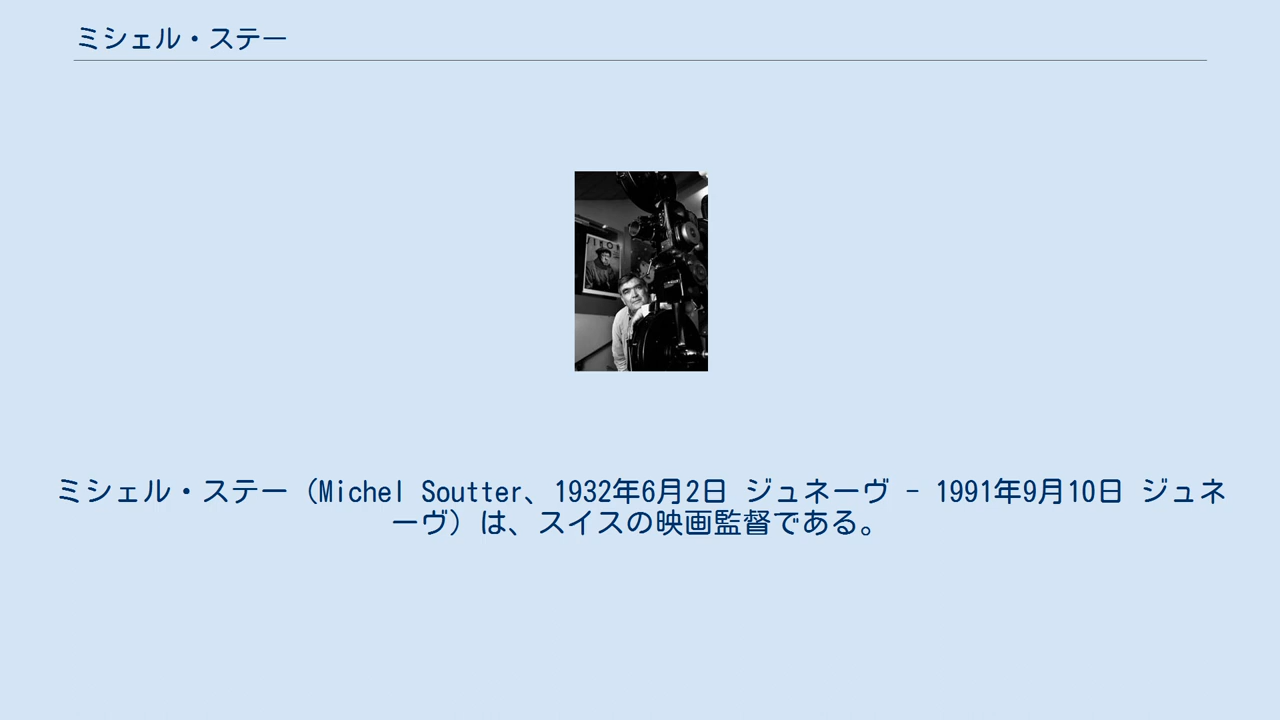 ミシェル・ステー
ミシェル・ステー（Michel Soutter、1932年6月2日 ジュネーヴ - 1991年9月10日 ジュネ
ーヴ）は、スイスの映画監督である。